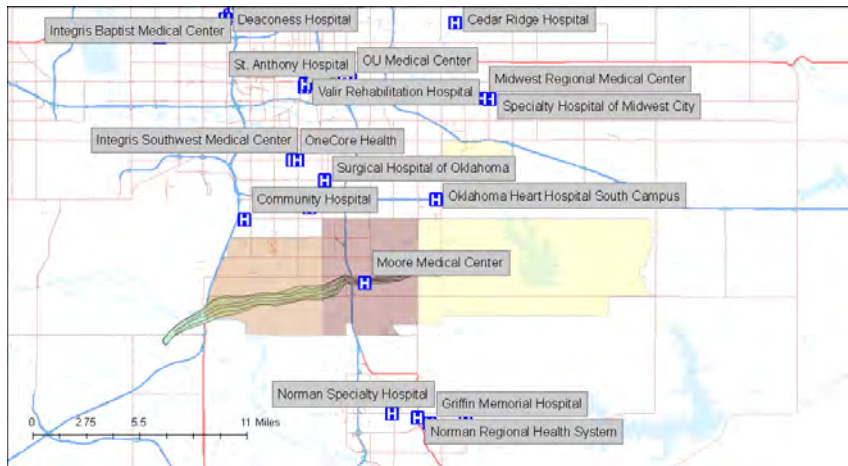 Deaconess Hospital
Cedar Ridge Hospital
Integris Baptist Medical Center
St. Anthony Hospital
OU Medical Center
Midwest Regional Medical Center
Valir Rehabilitation Hospital
Specialty Hospital of Midwest City
Integris Southwest Medical Center
OneCore Health
Surgical Hospital of Oklahoma
Community Hospital
Oklahoma Heart Hospital South Campus
Moore Medical Center
Norman Specialty Hospital
Griffin Memorial Hospital
Norman Regional Health System
0 2.75 5.5 11 Miles
H
H
H
H
H
H
H
H
H
H
H
H